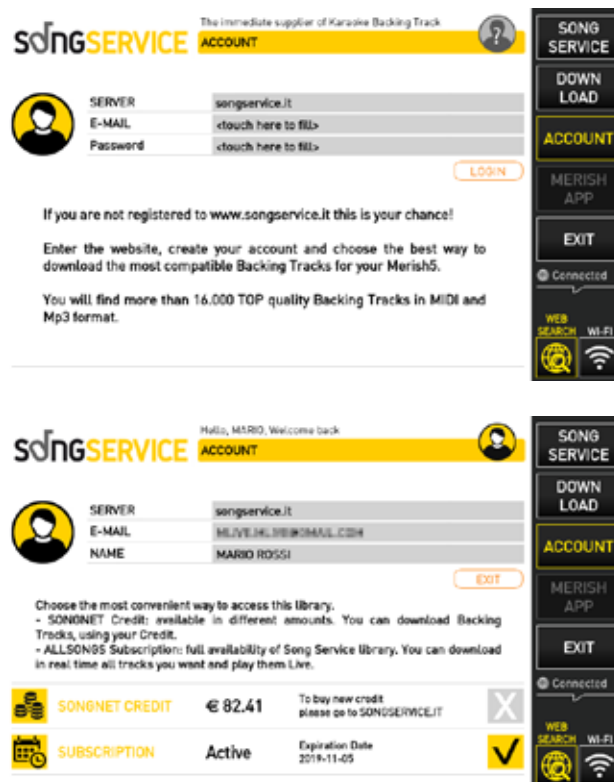 The immediate supplier of Karaoke Backing Track
SONGSERVICE
ACCOUNT
?
SERVER songservice.it
E-MAIL <touch here to fill>
Password <touch here to fill>
LOGIN
If you are not registered to www.songservice.it this is your chance!
Enter the website, create your account and choose the best way to
download the most compatible Backing Tracks for your Merish5.
You will find more than 16.000 TOP quality Backing Tracks in MIDI and
Mp3 format.
SONG
SERVICE
DOWN
LOAD
ACCOUNT
MERISH
APP
EXIT
Connected
WEB
SEARCH WI-FI
Hello, MARIO, Welcome back
SONGSERVICE
ACCOUNT
SERVER songservice.it
E-MAIL
NAME MARIO ROSSI
EXIT
Choose the most convenient way to access this library.
- SONGNET Credit: available in different amounts. You can download Backing
Tracks, using your Credit.
- ALLSONGS Subscription: full availability of Song Service library. You can download
in real time all tracks you want and play them Live.
SONGNET CREDIT € 82.41 To buy new credit
please go to SONGSERVICE.IT
X
SUBSCRIPTION Active Expiration Date
2019-11-05
SONG
SERVICE
DOWN
LOAD
ACCOUNT
MERISH
APP
EXIT
Connected
WEB
SEARCH WI-FI